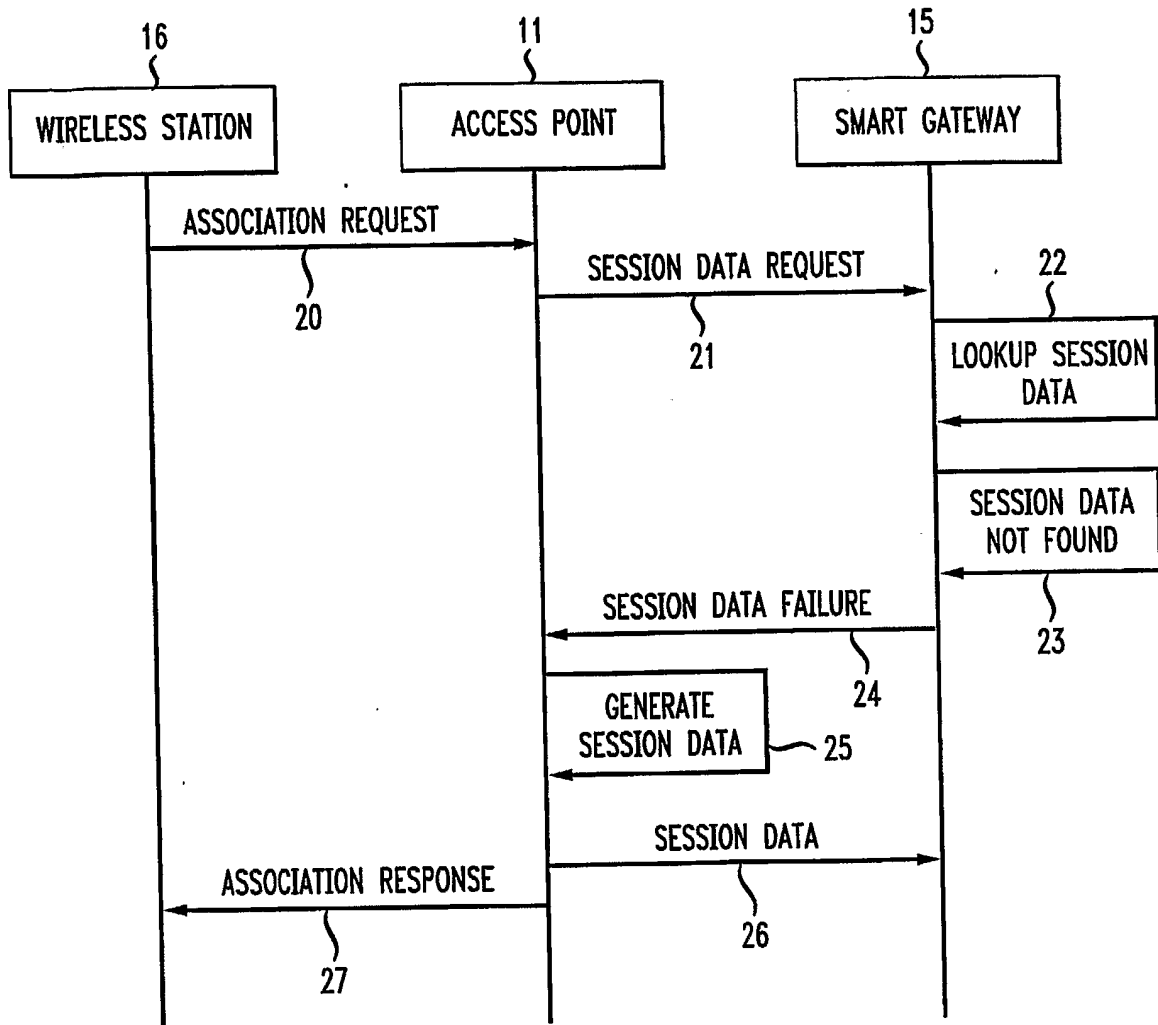 16
11
15
WIRELESS STATION
ACCESS POINT
SMART GATEWAY
ASSOCIATION REQUEST
20
SESSION DATA REQUEST
21
22
LOOKUP SESSION
DATA
SESSION DATA
NOT FOUND
23
SESSION DATA FAILURE
24
GENERATE
SESSION DATA
25
SESSION DATA
26
ASSOCIATION RESPONSE
27